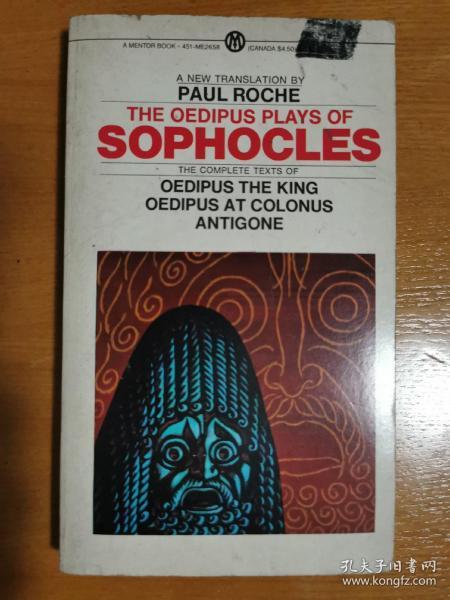 A MENTOR BOOK · 451-ME2658
(CANADA $4.50)
A NEW TRANSLATION BY
PAUL ROCHE
THE OEDIPUS PLAYS OF
SOPHOCLES
THE COMPLETE TEXTS OF
OEDIPUS THE KING
OEDIPUS AT COLONUS
ANTIGONE
孔夫子旧书网
www.kongfz.com